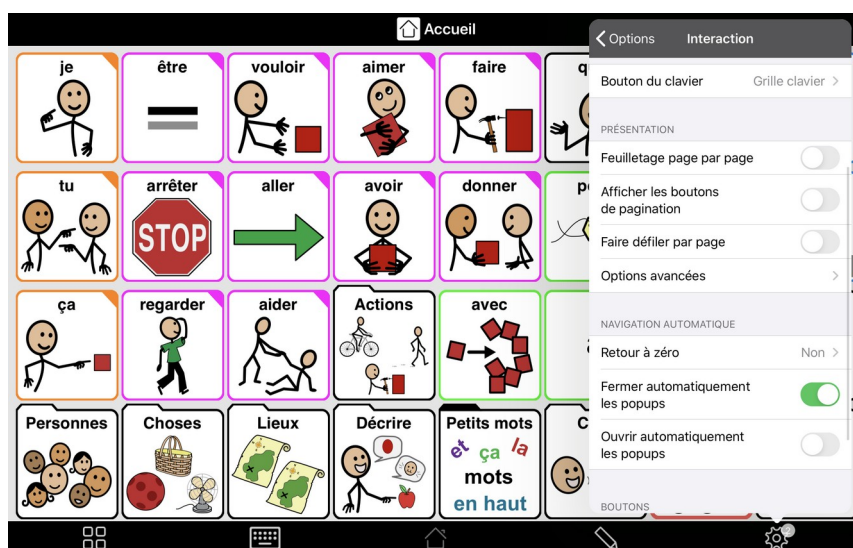 Accueil
je
être
vouloir
aimer
faire
tu
arrêter
STOP
aller
avoir
donner
ça
regarder
aider
Actions
avec
Personnes
Choses
Lieux
Décrire
Petits mots
et
ça
la
mots
en haut
Options
Interaction
Bouton du clavier Grille clavier
PRÉSENTATION
Feuilletage page par page
Afficher les boutons
de pagination
Faire défiler par page
Options avancées
NAVIGATION AUTOMATIQUE
Retour à zéro Non
Fermer automatiquement
les popups
Ouvrir automatiquement
les popups
BOUTONS
2